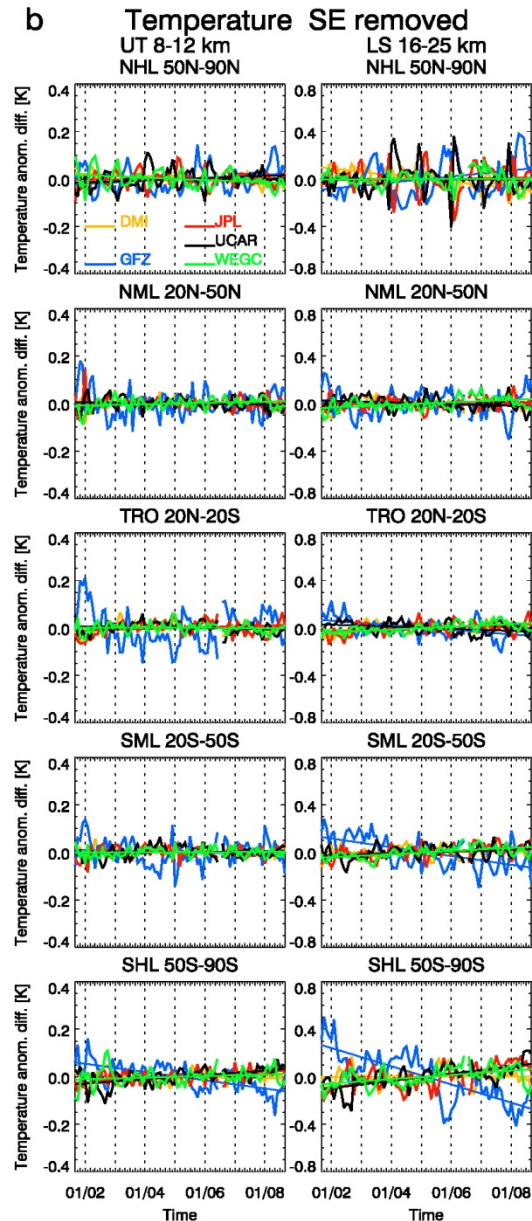 b Temperature SE removed
UT 8-12 km LS 16-25 km
NHL 50N-90N NHL 50N-90N
Temperature anom. diff. [K]
0.4 0.8
0.2 0.4
0.0 0.0
-0.2 -0.4
-0.4 -0.8
DMI JPL
UCAR
GFZ WEGC
NML 20N-50N NML 20N-50N
Temperature anom. diff. [K]
0.4 0.8
0.2 0.4
0.0 0.0
-0.2 -0.4
-0.4 -0.8
TRO 20N-20S TRO 20N-20S
Temperature anom. diff. [K]
0.4 0.8
0.2 0.4
0.0 0.0
-0.2 -0.4
-0.4 -0.8
SML 20S-50S SML 20S-50S
Temperature anom. diff. [K]
0.4 0.8
0.2 0.4
0.0 0.0
-0.2 -0.4
-0.4 -0.8
SHL 50S-90S SHL 50S-90S
Temperature anom. diff. [K]
0.4 0.8
0.2 0.4
0.0 0.0
-0.2 -0.4
-0.4 -0.8
01/02 01/04 01/06 01/08 01/02 01/04 01/06 01/08
Time Time